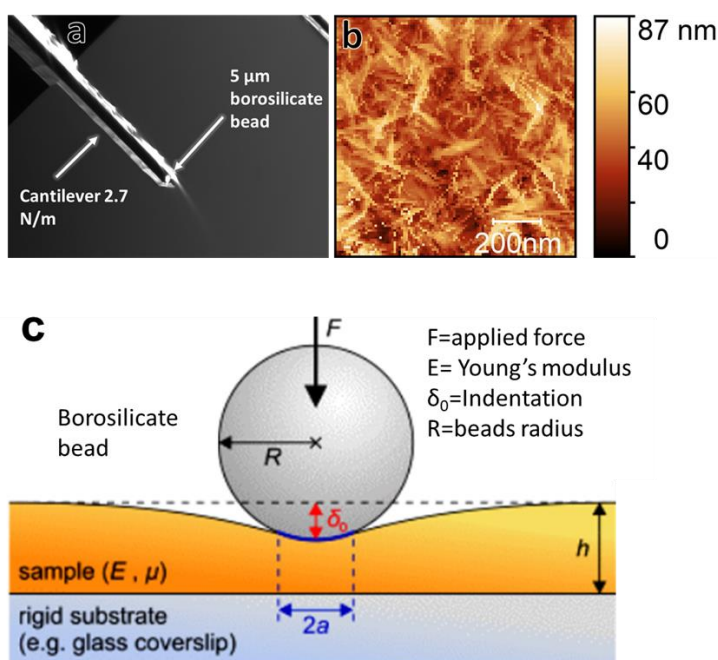 a
5 µm
borosilicate
bead
Cantilever 2.7
N/m
b
200nm
87 nm
60
40
0
c
F
F=applied force
E= Young’s modulus
δ₀=Indentation
R=beads radius
Borosilicate
bead
R
δ₀
h
sample (E , µ)
rigid substrate
(e.g. glass coverslip)
2a